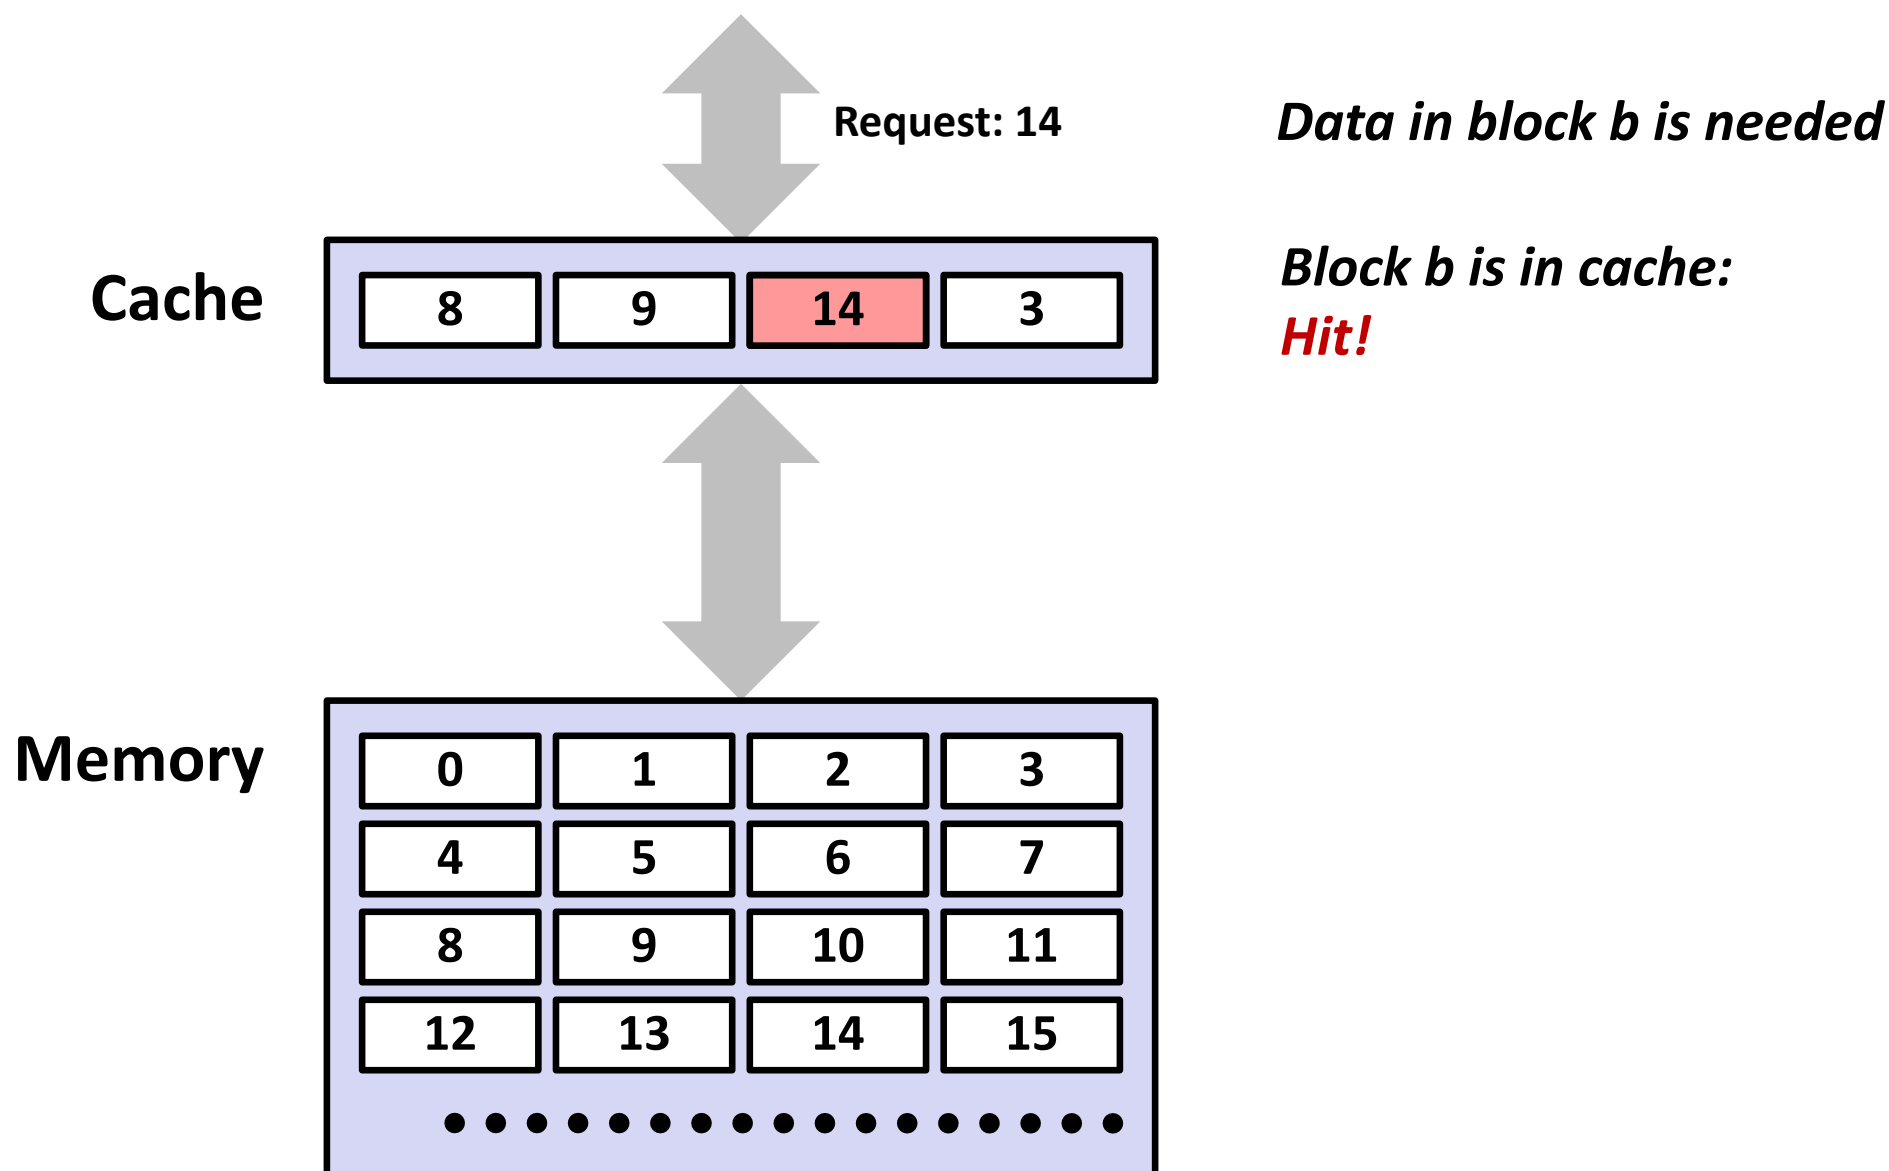 Request: 14
Data in block b is needed
Cache
8 9 14 3
Block b is in cache:
Hit!
Memory
0 1 2 3
4 5 6 7
8 9 10 11
12 13 14 15